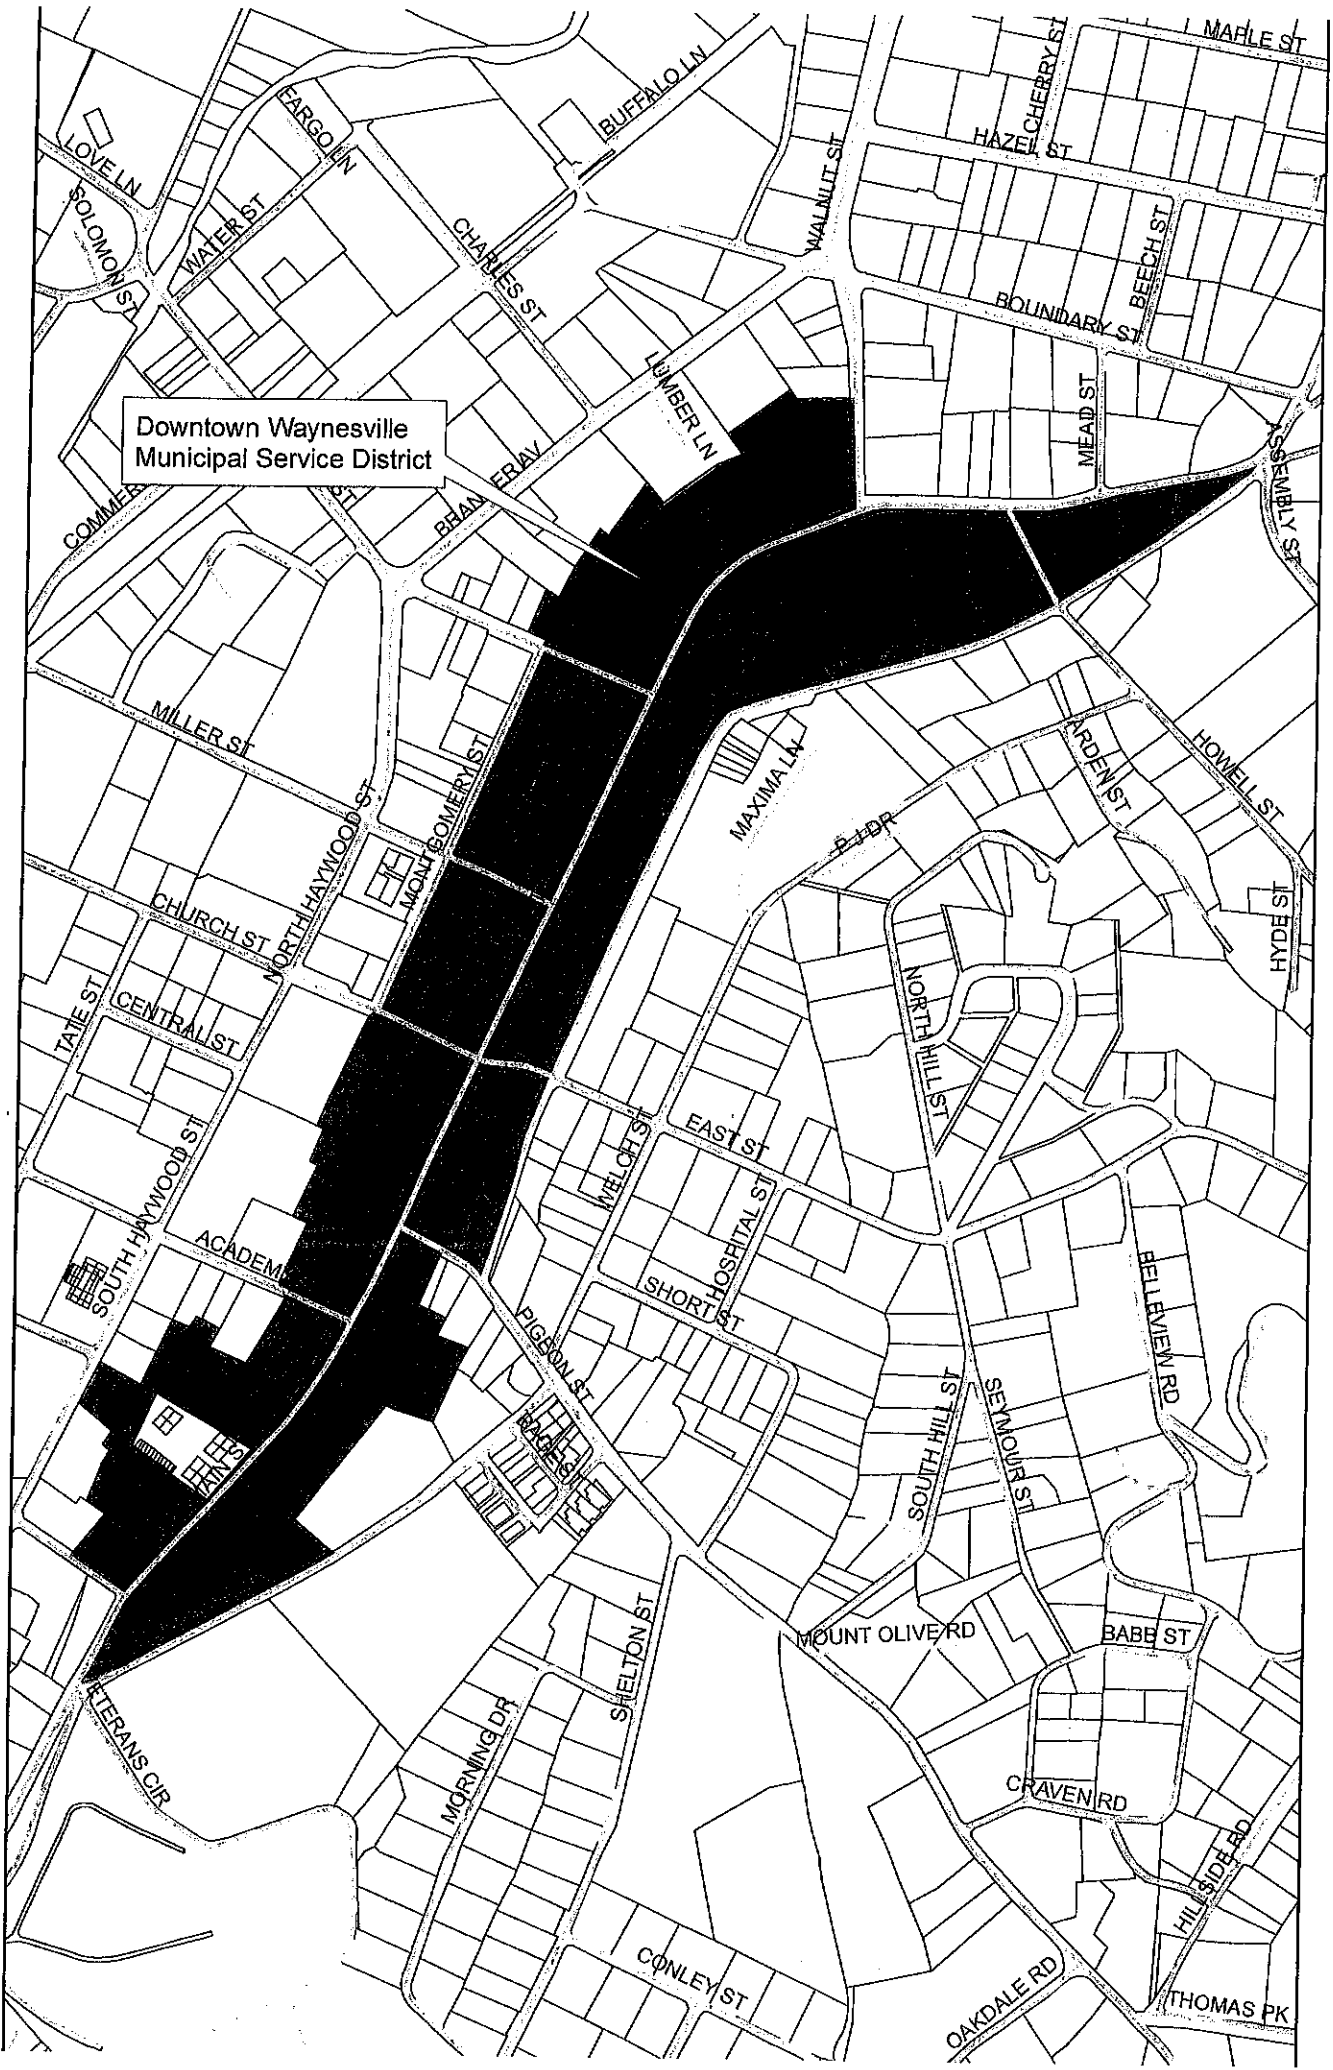 MAPLE ST
CHERRY ST
BUFFALO LN
FARGO LN
HAZEL ST
LOVE LN
WALNUT ST
SOLOMON ST
WATER ST
CHARLES ST
BEECH ST
BOUNDARY ST
LUMBER LN
MEAD ST
Downtown Waynesville
Municipal Service District
ASSEMBLY ST
COMMER
ST
BRANNER AV
MILLER ST
MONTGOMERY ST
MAXIMA LN
ARDEN ST
HOWELL ST
NORTH HAYWOOD ST
P J DR
CHURCH ST
HYDE ST
TATE ST
CENTRAL ST
NORTH HILL ST
SOUTH HAYWOOD ST
WELCH ST
EAST ST
HOSPITAL ST
ACADEM
SHORT ST
BELLEVIEW RD
PIGEON ST
SOUTH HILL ST
SEYMOUR ST
SHELTON ST
MOUNT OLIVE RD
BABB ST
ETERANS CIR
MORNING DR
CRAVEN RD
HILLSIDE RD
CONLEY ST
OAKDALE RD
THOMAS PK